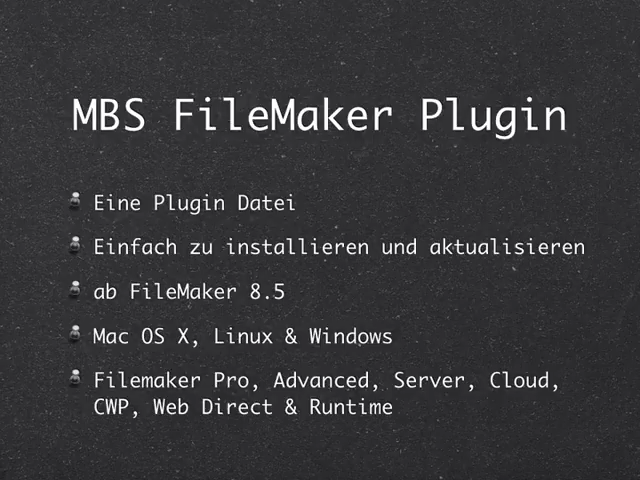 MBS FileMaker Plugin
Eine Plugin Datei
Einfach zu installieren und aktualisieren
ab FileMaker 8.5
Mac OS X, Linux & Windows
Filemaker Pro, Advanced, Server, Cloud,
CWP, Web Direct & Runtime